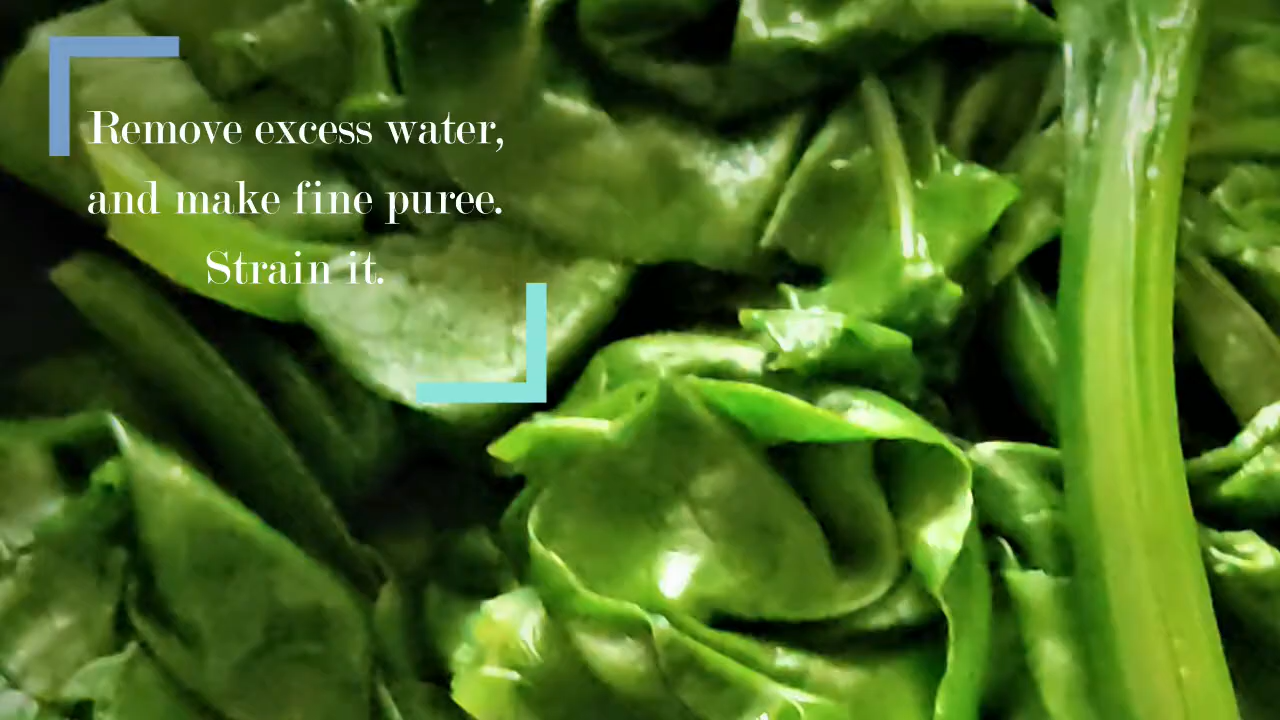 Remove excess water,
and make fine puree.
Strain it.